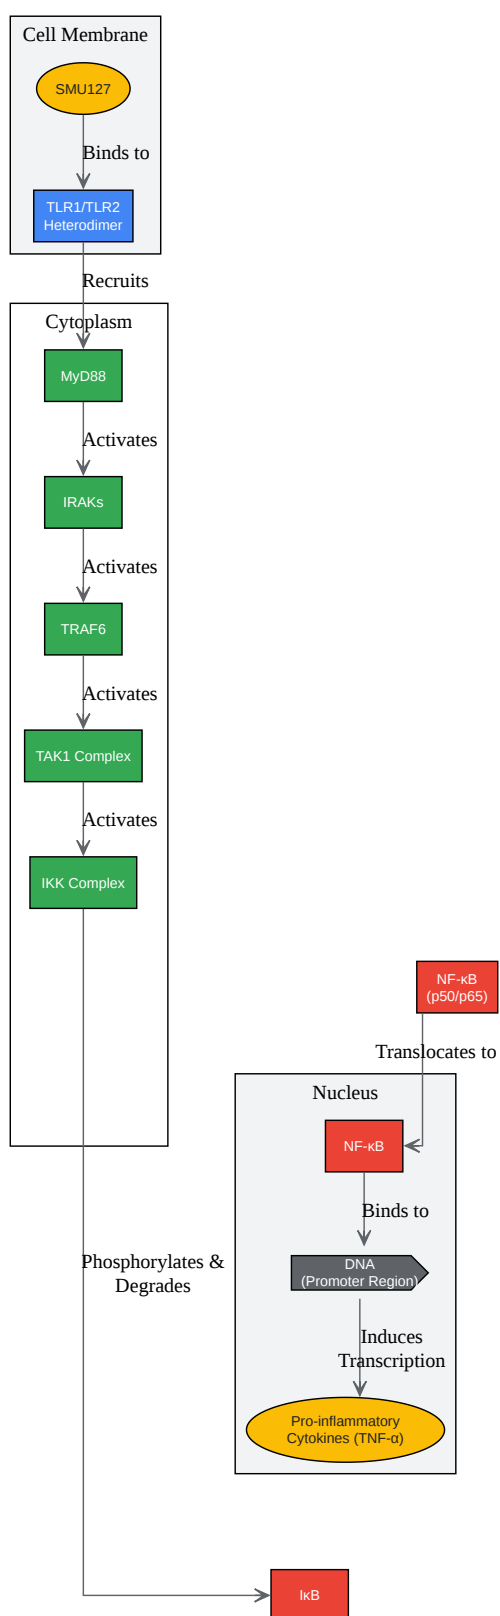 Cell Membrane
SMU127
Binds to
TLR1/TLR2
Heterodimer
Recruits
Cytoplasm
MyD88
Activates
IRAKs
Activates
TRAF6
Activates
TAK1 Complex
Activates
IKK Complex
NF-κB
(p50/p65)
Translocates to
Nucleus
NF-κB
Binds to
Phosphorylates &
Degrades
DNA
(Promoter Region)
Induces
Transcription
Pro-inflammatory
Cytokines (TNF-α)
IκB